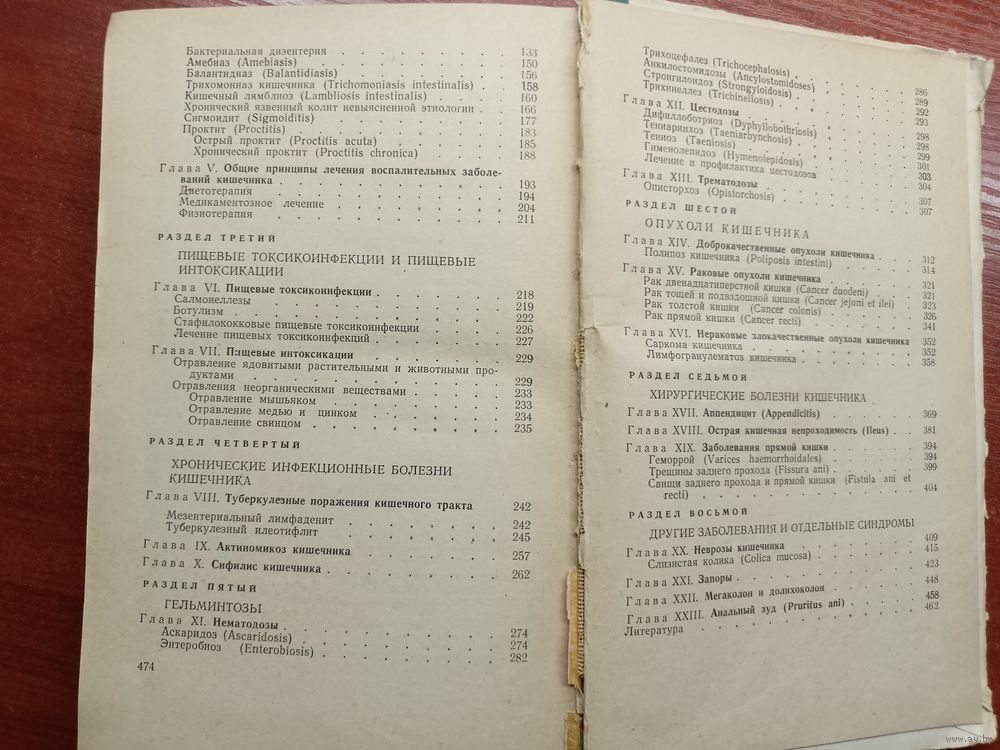 Бактериальная дизентерия . . . . . . . 133
Амебиаз (Amebiasis) . . . . . . . 150
Балантидиаз (Balantidiasis) . . . . . . . 156
Трихомониаз кишечника (Trichomoniasis intestinalis) . 158
Кишечный лямблиоз (Lambliosis intestinalis) . . . 160
Хронический язвенный колит невыясненной этиологии . . 166
Сигмоидит (Sigmoiditis) . . . . . . . 177
Проктит (Proctitis) . . . . . . . 183
Острый проктит (Proctitis acuta) . . . . . 185
Хронический проктит (Proctitis chronica) . . . 188
Глава V. Общие принципы лечения воспалительных заболе-
ваний кишечника . . . . . . . 193
Диетотерапия . . . . . . . 194
Медикаментозное лечение . . . . . . 204
Физиотерапия . . . . . . . 211
РАЗДЕЛ ТРЕТИЙ
ПИЩЕВЫЕ ТОКСИКОИНФЕКЦИИ И ПИЩЕВЫЕ
ИНТОКСИКАЦИИ
Глава VI. Пищевые токсикоинфекции . . . . . 218
Салмонеллезы . . . . . . . 219
Ботулизм . . . . . . . 222
Стафилококковые пищевые токсикоинфекции . . . 226
Лечение пищевых токсикоинфекций . . . . . 227
Глава VII. Пищевые интоксикации . . . . . 229
Отравление ядовитыми растительными и животными про-
дуктами . . . . . . . 229
Отравления неорганическими веществами . . . . 233
Отравление мышьяком . . . . . . 233
Отравление медью и цинком . . . . . 234
Отравление свинцом . . . . . . 235
РАЗДЕЛ ЧЕТВЕРТЫЙ
ХРОНИЧЕСКИЕ ИНФЕКЦИОННЫЕ БОЛЕЗНИ
КИШЕЧНИКА
Глава VIII. Туберкулезные поражения кишечного тракта 242
Мезентериальный лимфаденит . . . . . 242
Туберкулезный илеотифлит . . . . . . 245
Глава IX. Актиномикоз кишечника . . . . . 257
Глава X. Сифилис кишечника . . . . . . 262
РАЗДЕЛ ПЯТЫЙ
ГЕЛЬМИНТОЗЫ
Глава XI. Нематодозы . . . . . . . 274
Аскаридоз (Ascaridosis) . . . . . . . 274
Энтеробиоз (Enterobiosis) . . . . . . . 282
474
Трихоцефалез (Trichocephalosis) . . . . . 286
Анкилостомидозы (Ancylostomidoses) . . . . 289
Стронгилоидоз (Strongyloidosis) . . . . . 292
Трихинеллез (Trichinellosis) . . . . . . 293
Глава XII. Цестодозы . . . . . . . 298
Дифиллоботриоз (Dyphyllobothriosis) . . . . 298
Тениаринхоз (Taeniarhynchosis) . . . . . 299
Тениоз (Taeniosis) . . . . . . . 301
Гименолепидоз (Hymenolepidosis) . . . . . 303
Лечение и профилактика цестодозов . . . . 304
Глава XIII. Трематодозы . . . . . . . 307
Описторхоз (Opistorchosis) . . . . . . 307
РАЗДЕЛ ШЕСТОЙ
ОПУХОЛИ КИШЕЧНИКА
Глава XIV. Доброкачественные опухоли кишечника . . 312
Полипоз кишечника (Poliposis intestini) . . . . 314
Глава XV. Раковые опухоли кишечника . . . . 321
Рак двенадцатиперстной кишки (Cancer duodeni) . . 321
Рак тощей и подвздошной кишки (Cancer jejuni et ilei) . 323
Рак толстой кишки (Cancer colonis) . . . . 326
Рак прямой кишки (Cancer recti) . . . . . 341
Глава XVI. Нераковые злокачественные опухоли кишечника 352
Саркома кишечника . . . . . . . 352
Лимфогранулематоз кишечника . . . . . 358
РАЗДЕЛ СЕДЬМОЙ
ХИРУРГИЧЕСКИЕ БОЛЕЗНИ КИШЕЧНИКА
Глава XVII. Аппендицит (Appendicitis) . . . . . 369
Глава XVIII. Острая кишечная непроходимость (Ileus) . . 381
Глава XIX. Заболевания прямой кишки . . . . . 394
Геморрой (Varices haemorrhoidales) . . . . . 394
Трещины заднего прохода (Fissura ani) . . . . 399
Свищи заднего прохода и прямой кишки (Fistula ani et
recti) . . . . . . . 404
РАЗДЕЛ ВОСЬМОЙ
ДРУГИЕ ЗАБОЛЕВАНИЯ И ОТДЕЛЬНЫЕ СИНДРОМЫ
Глава XX. Неврозы кишечника . . . . . . 409
Слизистая колика (Colica mucosa) . . . . . 415
Глава XXI. Запоры . . . . . . . 423
Глава XXII. Мегаколон и долихоколон . . . . . 448
Глава XXIII. Анальный зуд (Pruritus ani) . . . . 458
Литература . . . . . . . 462
www.av.by